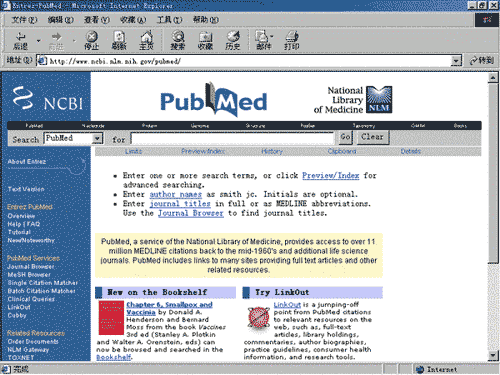 Entrez-PubMed - Microsoft Internet Explorer
文件(F) 编辑(E) 查看(V) 收藏(A) 工具(T) 帮助(H)
后退 前进 停止 刷新 主页 搜索 收藏 历史 邮件 打印
地址(D) http://www.ncbi.nlm.nih.gov/pubmed/ 转到
NCBI
PubMed
National
Library
of Medicine
NLM
PubMed Nucleotide Protein Genome Structure PopSet Taxonomy OMIM Books
Search PubMed for Go Clear
Limits Preview/Index History Clipboard Details
About Entrez
Text Version
Entrez PubMed
Overview
Help | FAQ
Tutorial
New/Noteworthy
PubMed Services
Journal Browser
MeSH Browser
Single Citation Matcher
Batch Citation Matcher
Clinical Queries
LinkOut
Cubby
Related Resources
Order Documents
NLM Gateway
TOXNET
• Enter one or more search terms, or click Preview/Index for
advanced searching.
• Enter author names as smith jc. Initials are optional.
• Enter journal titles in full or as MEDLINE abbreviations.
Use the Journal Browser to find journal titles.
PubMed, a service of the National Library of Medicine, provides access to over 11
million MEDLINE citations back to the mid-1960's and additional life science
journals. PubMed includes links to many sites providing full text articles and other
related resources.
New on the Bookshelf
Chapter 6, Smallpox and
Vaccinia by Donald A.
Henderson and Bernard
Moss from the book Vaccines
3rd ed (Stanley A. Plotkin
and Walter A. Orenstein, eds) can
now be browsed and searched in the
Bookshelf.
Try LinkOut
LinkOut is a jumping-off
point from PubMed citations
to relevant resources on the
web, such as, full-text
articles, library holdings,
commentaries, author biographies,
practice guidelines, consumer health
information, and research tools.
完成 Internet